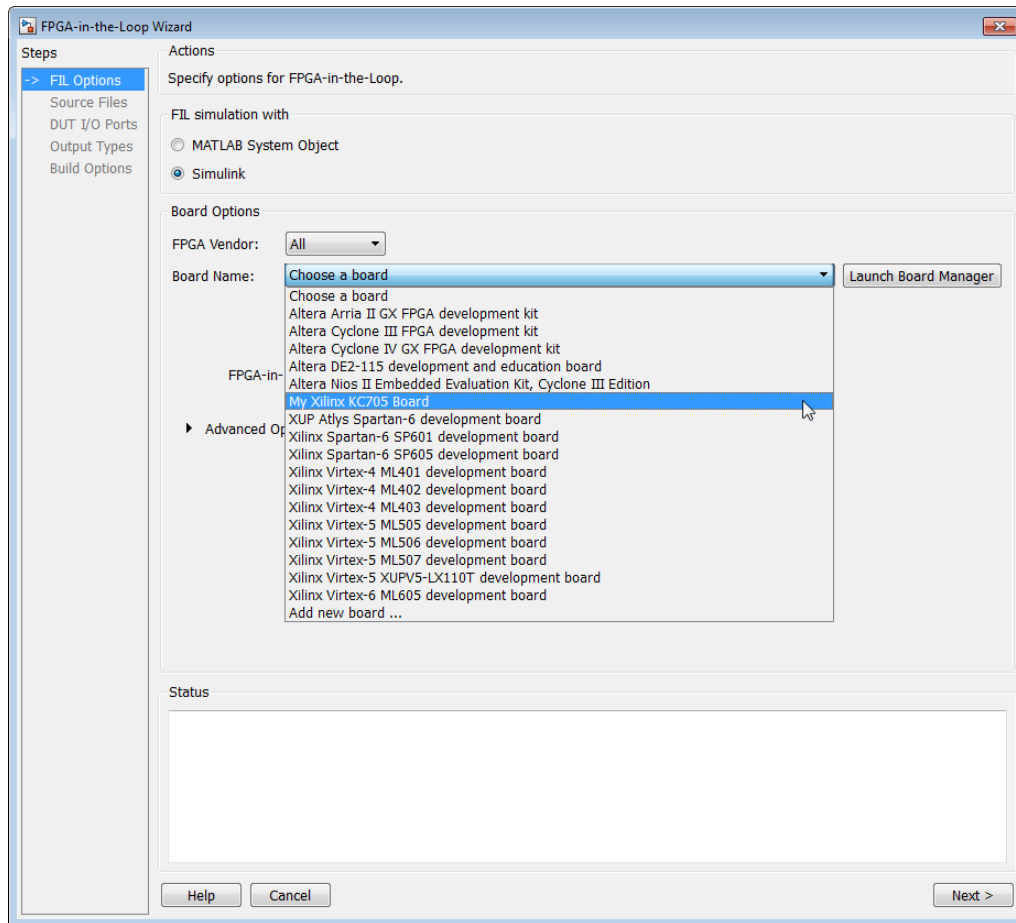 FPGA-in-the-Loop Wizard
Steps
-> FIL Options
Source Files
DUT I/O Ports
Output Types
Build Options
Actions
Specify options for FPGA-in-the-Loop.
FIL simulation with
MATLAB System Object
Simulink
Board Options
FPGA Vendor: All
Board Name: Choose a board Launch Board Manager
Choose a board
Altera Arria II GX FPGA development kit
Altera Cyclone III FPGA development kit
Altera Cyclone IV GX FPGA development kit
Altera DE2-115 development and education board
FPGA-in-
Altera Nios II Embedded Evaluation Kit, Cyclone III Edition
My Xilinx KC705 Board
XUP Atlys Spartan-6 development board
Advanced Op
Xilinx Spartan-6 SP601 development board
Xilinx Spartan-6 SP605 development board
Xilinx Virtex-4 ML401 development board
Xilinx Virtex-4 ML402 development board
Xilinx Virtex-4 ML403 development board
Xilinx Virtex-5 ML505 development board
Xilinx Virtex-5 ML506 development board
Xilinx Virtex-5 ML507 development board
Xilinx Virtex-5 XUPV5-LX110T development board
Xilinx Virtex-6 ML605 development board
Add new board ...
Status
Help Cancel Next >